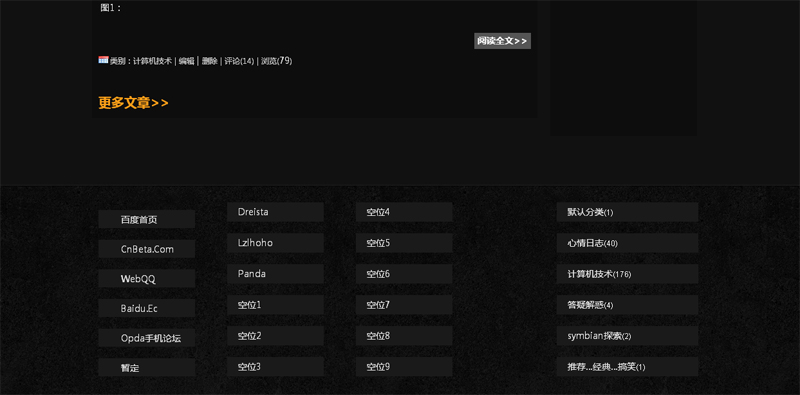 图1：
阅读全文>>
类别：计算机技术 | 编辑 | 删除 | 评论(14) | 浏览(79)
更多文章>>
百度首页
CnBeta.Com
WebQQ
Baidu.Ec
Opda手机论坛
暂定
Dreista
Lzlhoho
Panda
空位1
空位2
空位3
空位4
空位5
空位6
空位7
空位8
空位9
默认分类(1)
心情日志(40)
计算机技术(176)
答疑解惑(4)
symbian探索(2)
推荐...经典...搞笑(1)